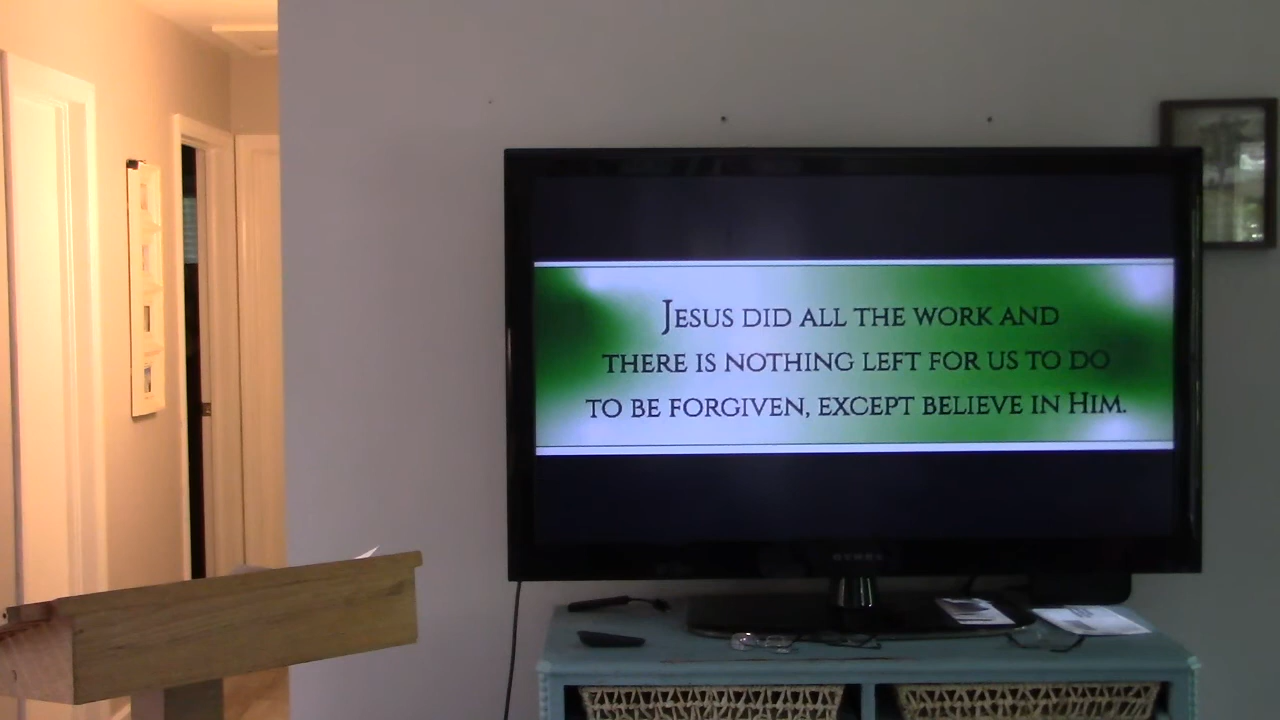 Jesus did all the work and
there is nothing left for us to do
to be forgiven, except believe in Him.